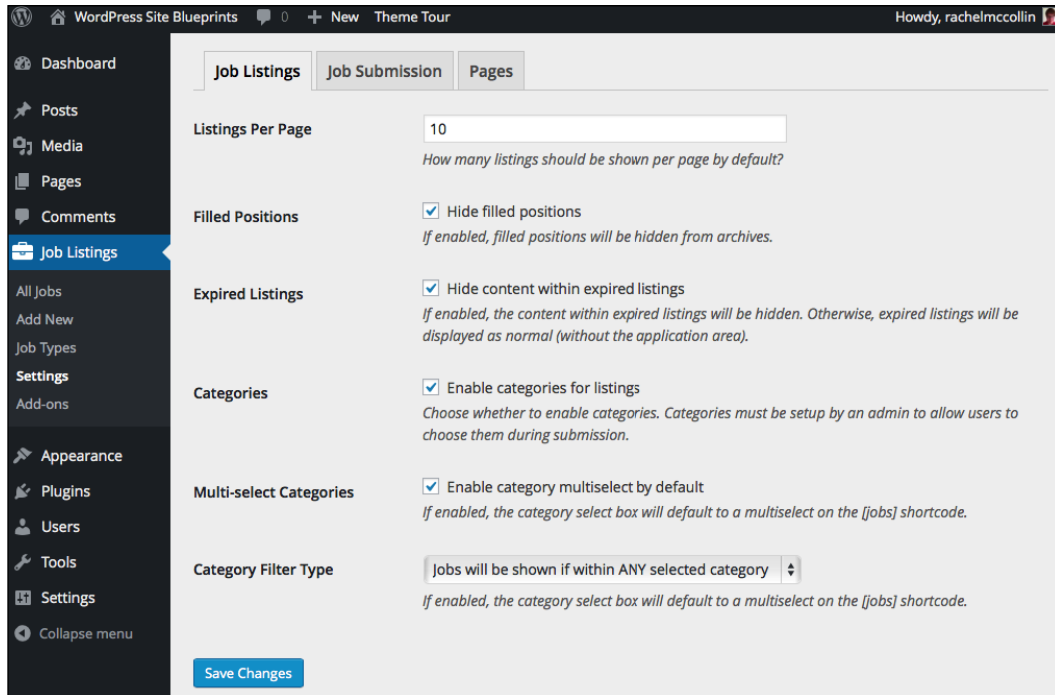 WordPress Site Blueprints 0 + New Theme Tour Howdy, rachelmccollin
Dashboard
Posts
Media
Pages
Comments
Job Listings
All Jobs
Add New
Job Types
Settings
Add-ons
Appearance
Plugins
Users
Tools
Settings
Collapse menu
Job Listings Job Submission Pages
Listings Per Page 10
How many listings should be shown per page by default?
Filled Positions Hide filled positions
If enabled, filled positions will be hidden from archives.
Expired Listings Hide content within expired listings
If enabled, the content within expired listings will be hidden. Otherwise, expired listings will be
displayed as normal (without the application area).
Categories Enable categories for listings
Choose whether to enable categories. Categories must be setup by an admin to allow users to
choose them during submission.
Multi-select Categories Enable category multiselect by default
If enabled, the category select box will default to a multiselect on the [jobs] shortcode.
Category Filter Type Jobs will be shown if within ANY selected category
If enabled, the category select box will default to a multiselect on the [jobs] shortcode.
Save Changes